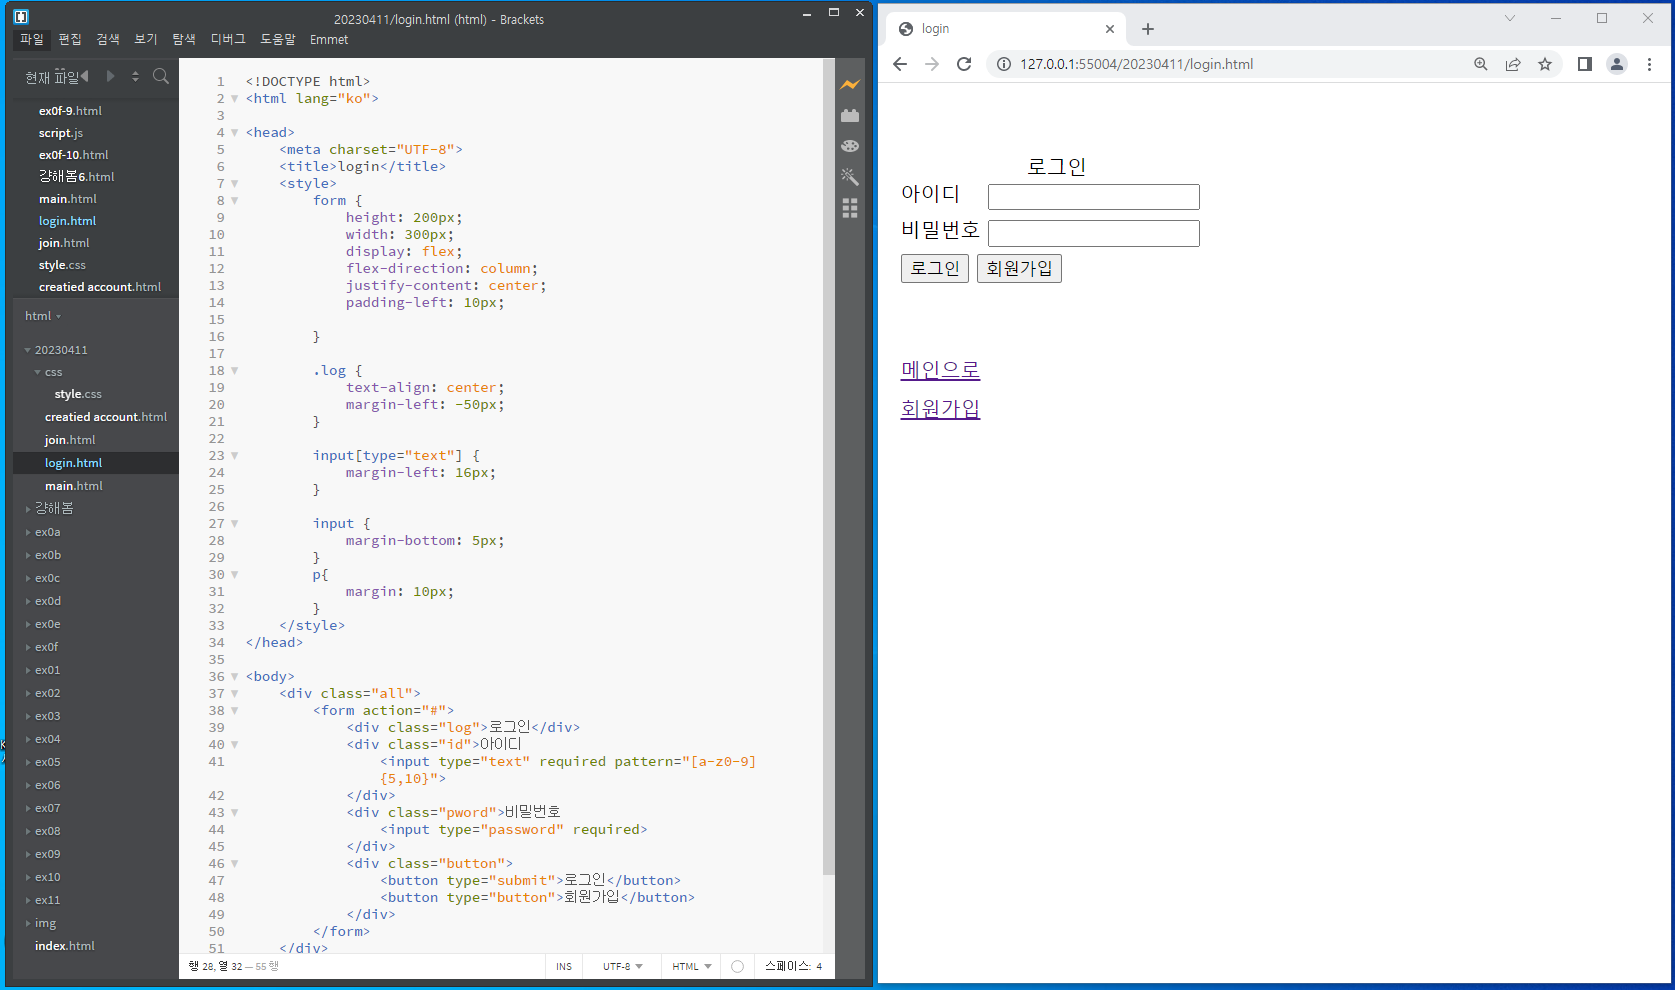 20230411/login.html (html) - Brackets
파일 편집 검색 보기 탐색 디버그 도움말 Emmet
현재 파일
ex0f-9.html
script.js
ex0f-10.html
걍해봄6.html
main.html
login.html
join.html
style.css
creatied account.html
html
20230411
css
style.css
creatied account.html
join.html
login.html
main.html
걍해봄
ex0a
ex0b
ex0c
ex0d
ex0e
ex0f
ex01
ex02
ex03
ex04
ex05
ex06
ex07
ex08
ex09
ex10
ex11
img
index.html
1 <!DOCTYPE html>
2 <html lang="ko">
3
4 <head>
5 <meta charset="UTF-8">
6 <title>login</title>
7 <style>
8 form {
9 height: 200px;
10 width: 300px;
11 display: flex;
12 flex-direction: column;
13 justify-content: center;
14 padding-left: 10px;
15
16 }
17
18 .log {
19 text-align: center;
20 margin-left: -50px;
21 }
22
23 input[type="text"] {
24 margin-left: 16px;
25 }
26
27 input {
28 margin-bottom: 5px;
29 }
30 p{
31 margin: 10px;
32 }
33 </style>
34 </head>
35
36 <body>
37 <div class="all">
38 <form action="#">
39 <div class="log">로그인</div>
40 <div class="id">아이디
41 <input type="text" required pattern="[a-z0-9]
{5,10}">
42 </div>
43 <div class="pword">비밀번호
44 <input type="password" required>
45 </div>
46 <div class="button">
47 <button type="submit">로그인</button>
48 <button type="button">회원가입</button>
49 </div>
50 </form>
51 </div>
행 28, 열 32 — 55 행 INS UTF-8 HTML 스페이스: 4
login
127.0.0.1:55004/20230411/login.html
로그인
아이디
비밀번호
로그인 회원가입
메인으로
회원가입